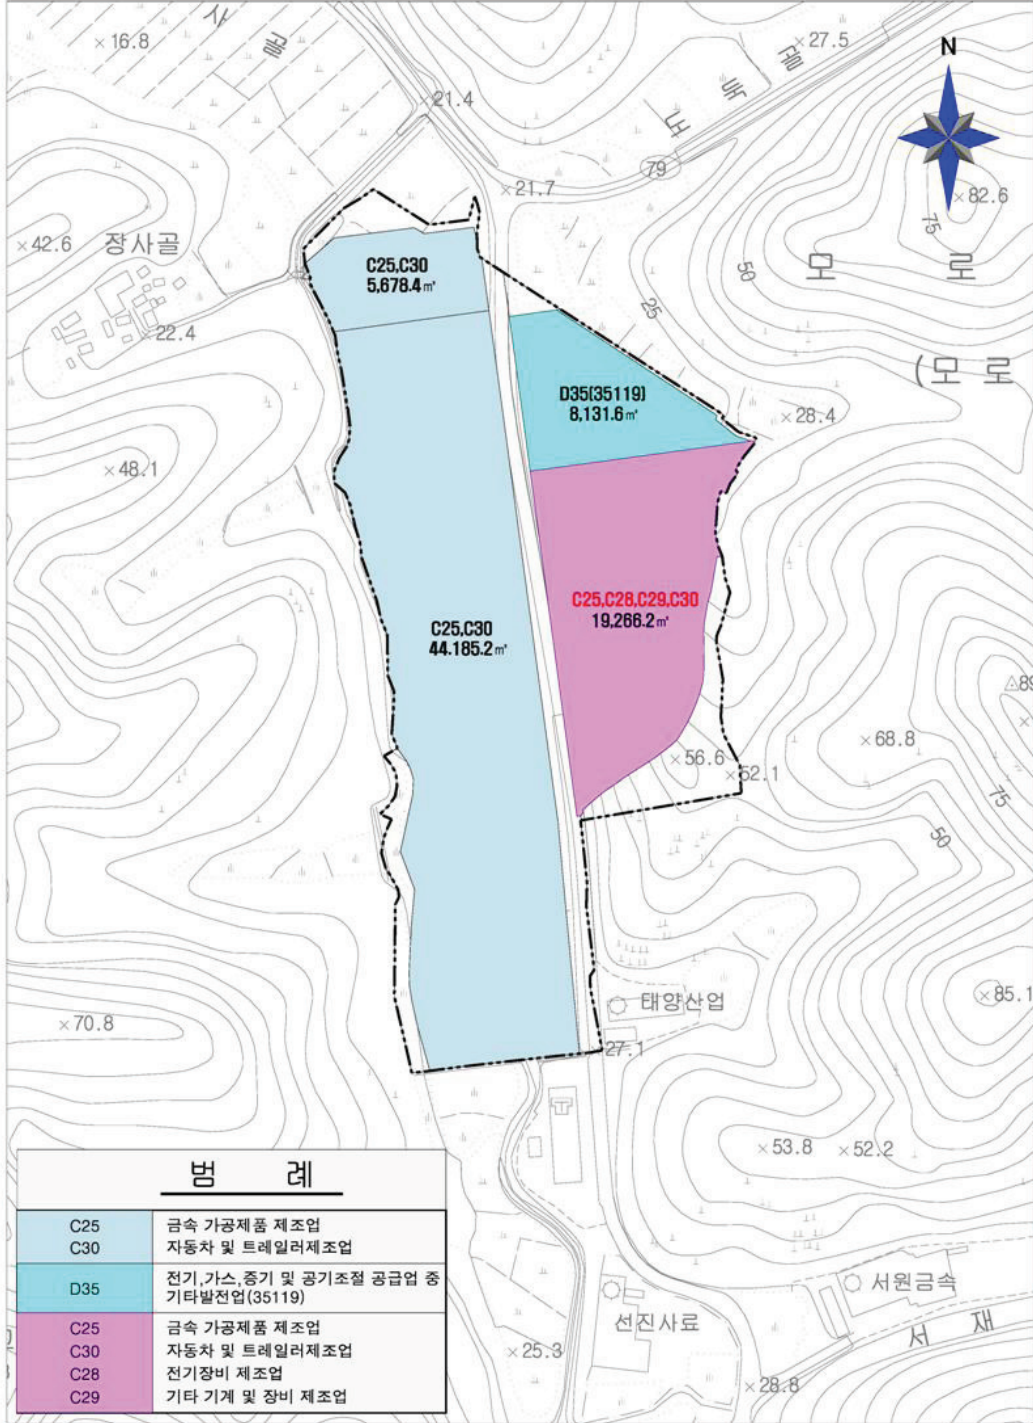 사 골
×16.8
×27.5
내 동 골
N
×21.4
79
×21.7
×82.6
75
×42.6
장사골
50
모 로
C25,C30
5,678.4㎡
25
×22.4
(모 로
D35(35119)
8,131.6㎡
×28.4
×48.1
C25,C28,C29,C30
19,266.2㎡
C25,C30
44.185.2㎡
×68.8
×56.6
×52.1
75
50
×85.1
태양산업
×70.8
27.1
×53.8
×52.2
범 례
C25 금속 가공제품 제조업
C30 자동차 및 트레일러제조업
D35 전기,가스,증기 및 공기조절 공급업 중
기타발전업(35119)
C25 금속 가공제품 제조업
C30 자동차 및 트레일러제조업
C28 전기장비 제조업
C29 기타 기계 및 장비 제조업
서원금속
선진사료
서 재
×25.3
×28.8